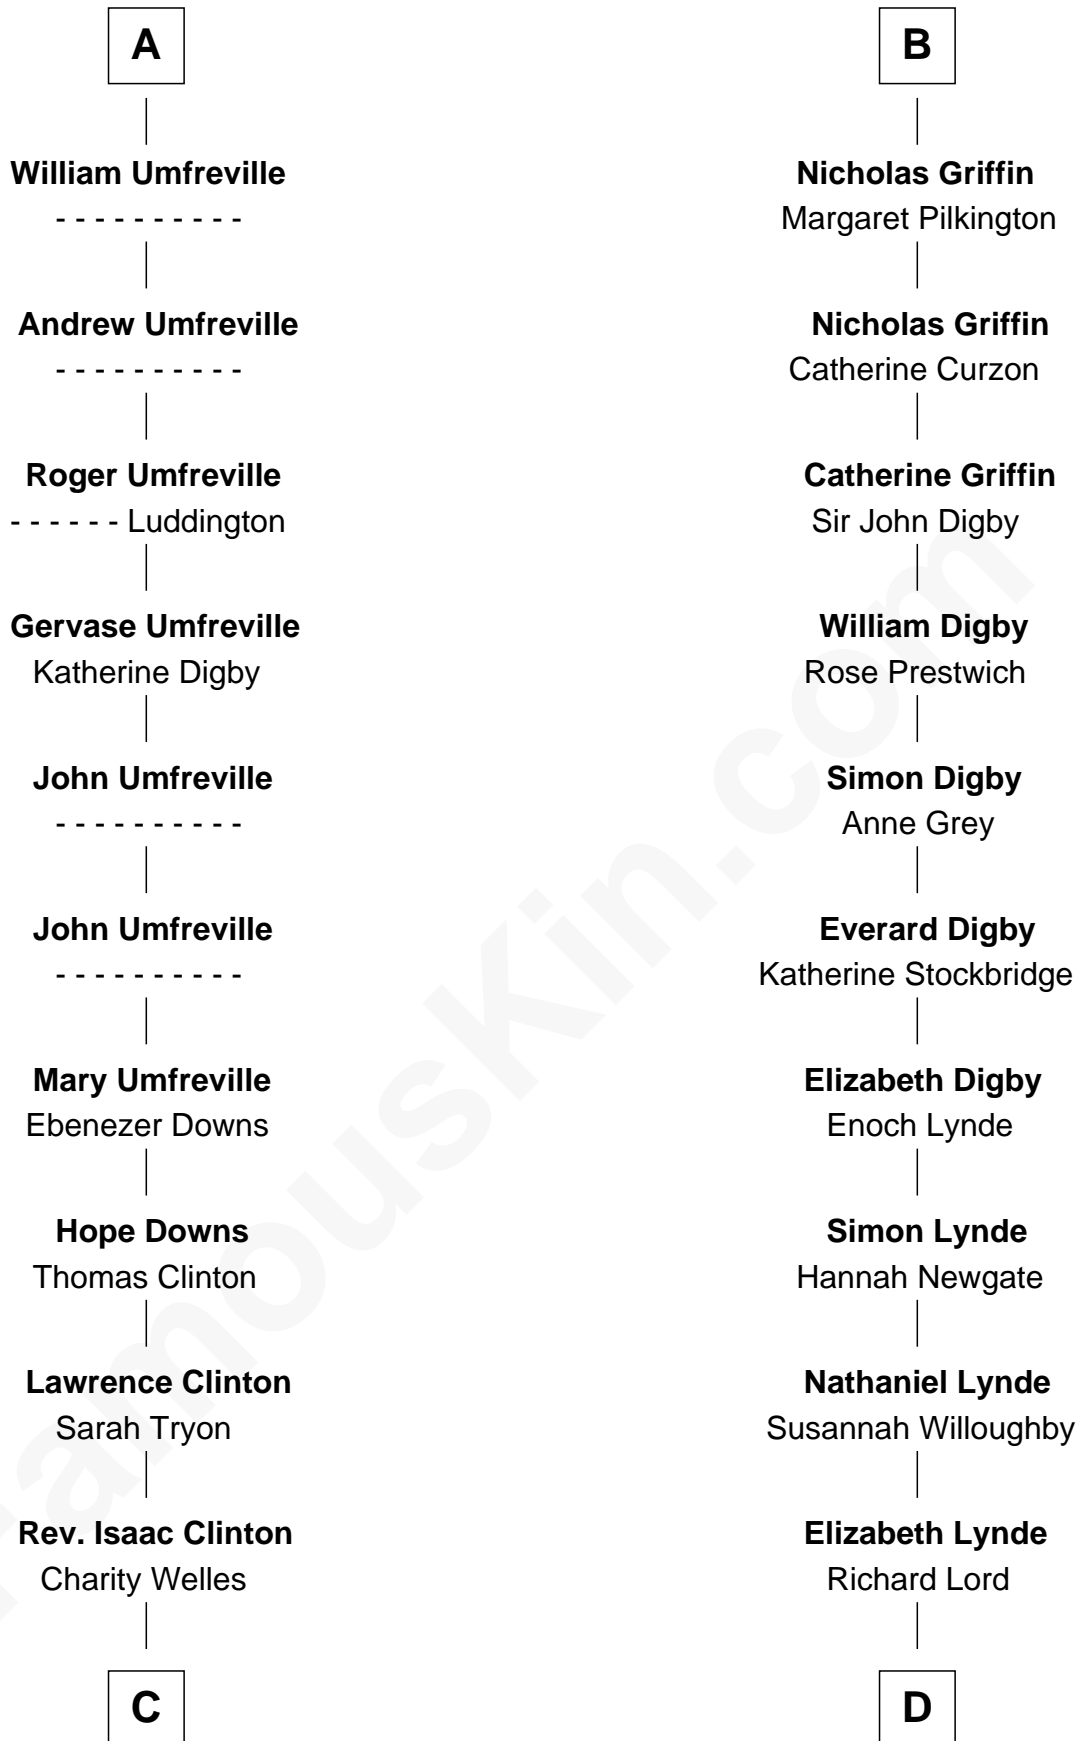 A
William Umfreville
- - - - - - - - - -
Andrew Umfreville
- - - - - - - - - -
Roger Umfreville
- - - - - - Luddington
Gervase Umfreville
Katherine Digby
John Umfreville
- - - - - - - - - -
John Umfreville
- - - - - - - - - -
Mary Umfreville
Ebenezer Downs
Hope Downs
Thomas Clinton
Lawrence Clinton
Sarah Tryon
Rev. Isaac Clinton
Charity Welles
C
B
Nicholas Griffin
Margaret Pilkington
Nicholas Griffin
Catherine Curzon
Catherine Griffin
Sir John Digby
William Digby
Rose Prestwich
Simon Digby
Anne Grey
Everard Digby
Katherine Stockbridge
Elizabeth Digby
Enoch Lynde
Simon Lynde
Hannah Newgate
Nathaniel Lynde
Susannah Willoughby
Elizabeth Lynde
Richard Lord
D
FamousKin.com